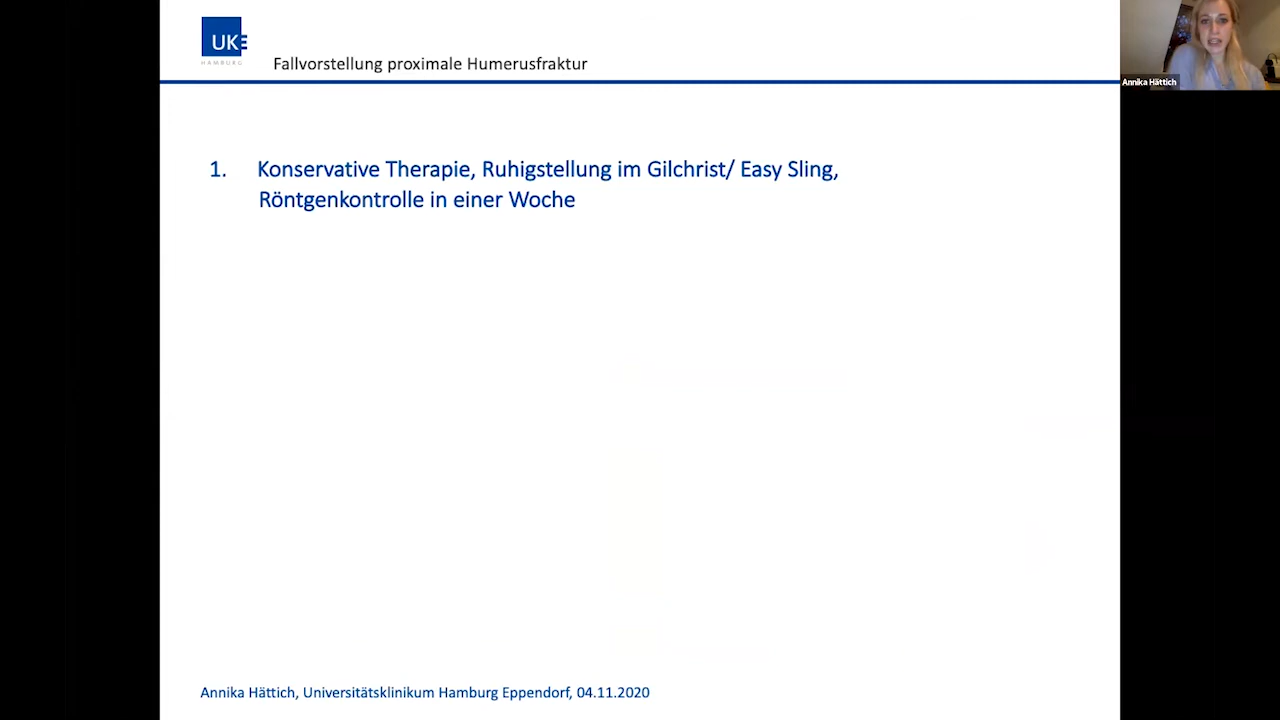 UKE
HAMBURG
Fallvorstellung proximale Humerusfraktur
Annika Hättich
1. Konservative Therapie, Ruhigstellung im Gilchrist/ Easy Sling,
Röntgenkontrolle in einer Woche
Annika Hättich, Universitätsklinikum Hamburg Eppendorf, 04.11.2020